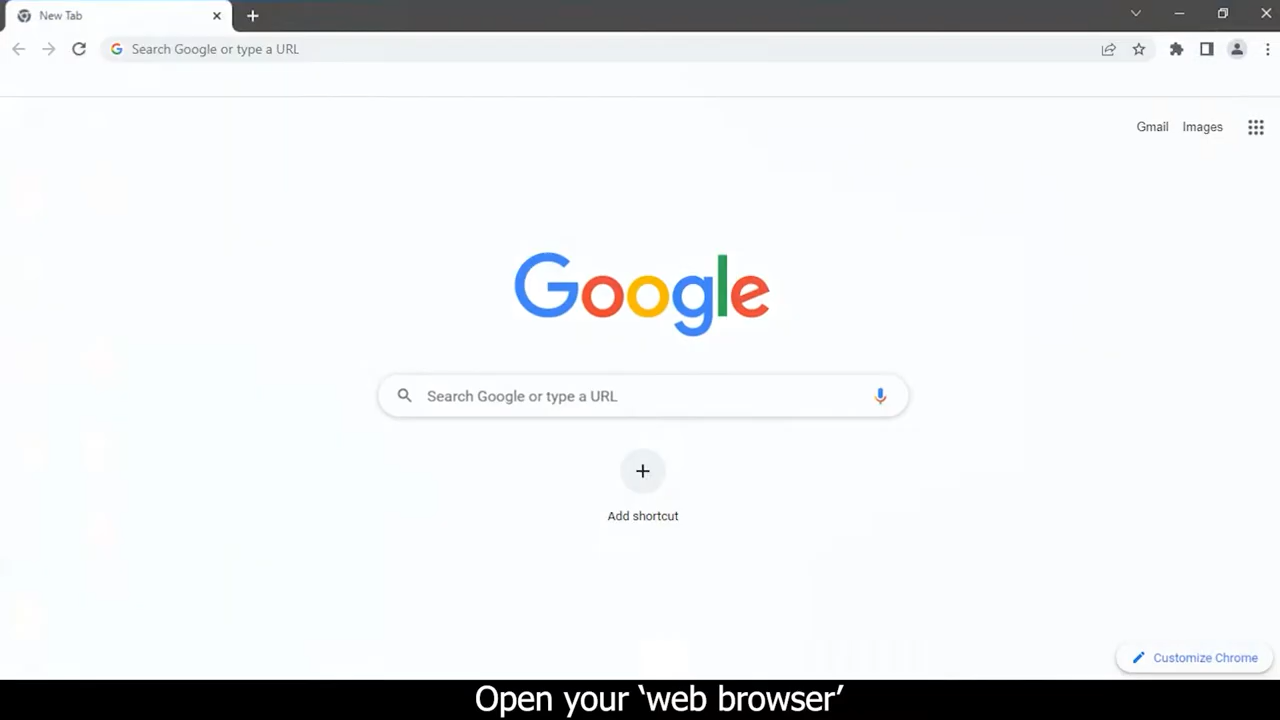 New Tab
Search Google or type a URL
Gmail Images
Google
Search Google or type a URL
Add shortcut
Customize Chrome
Open your ‘web browser’